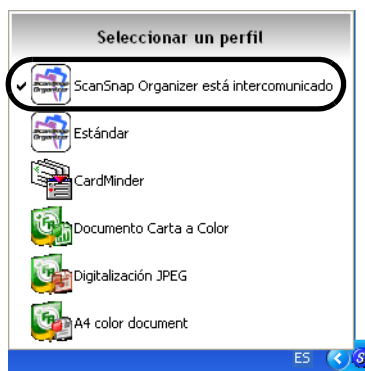 Seleccionar un perfil
ScanSnap Organizer está intercomunicado
Estándar
CardMinder
Documento Carta a Color
Digitalización JPEG
A4 color document
ES